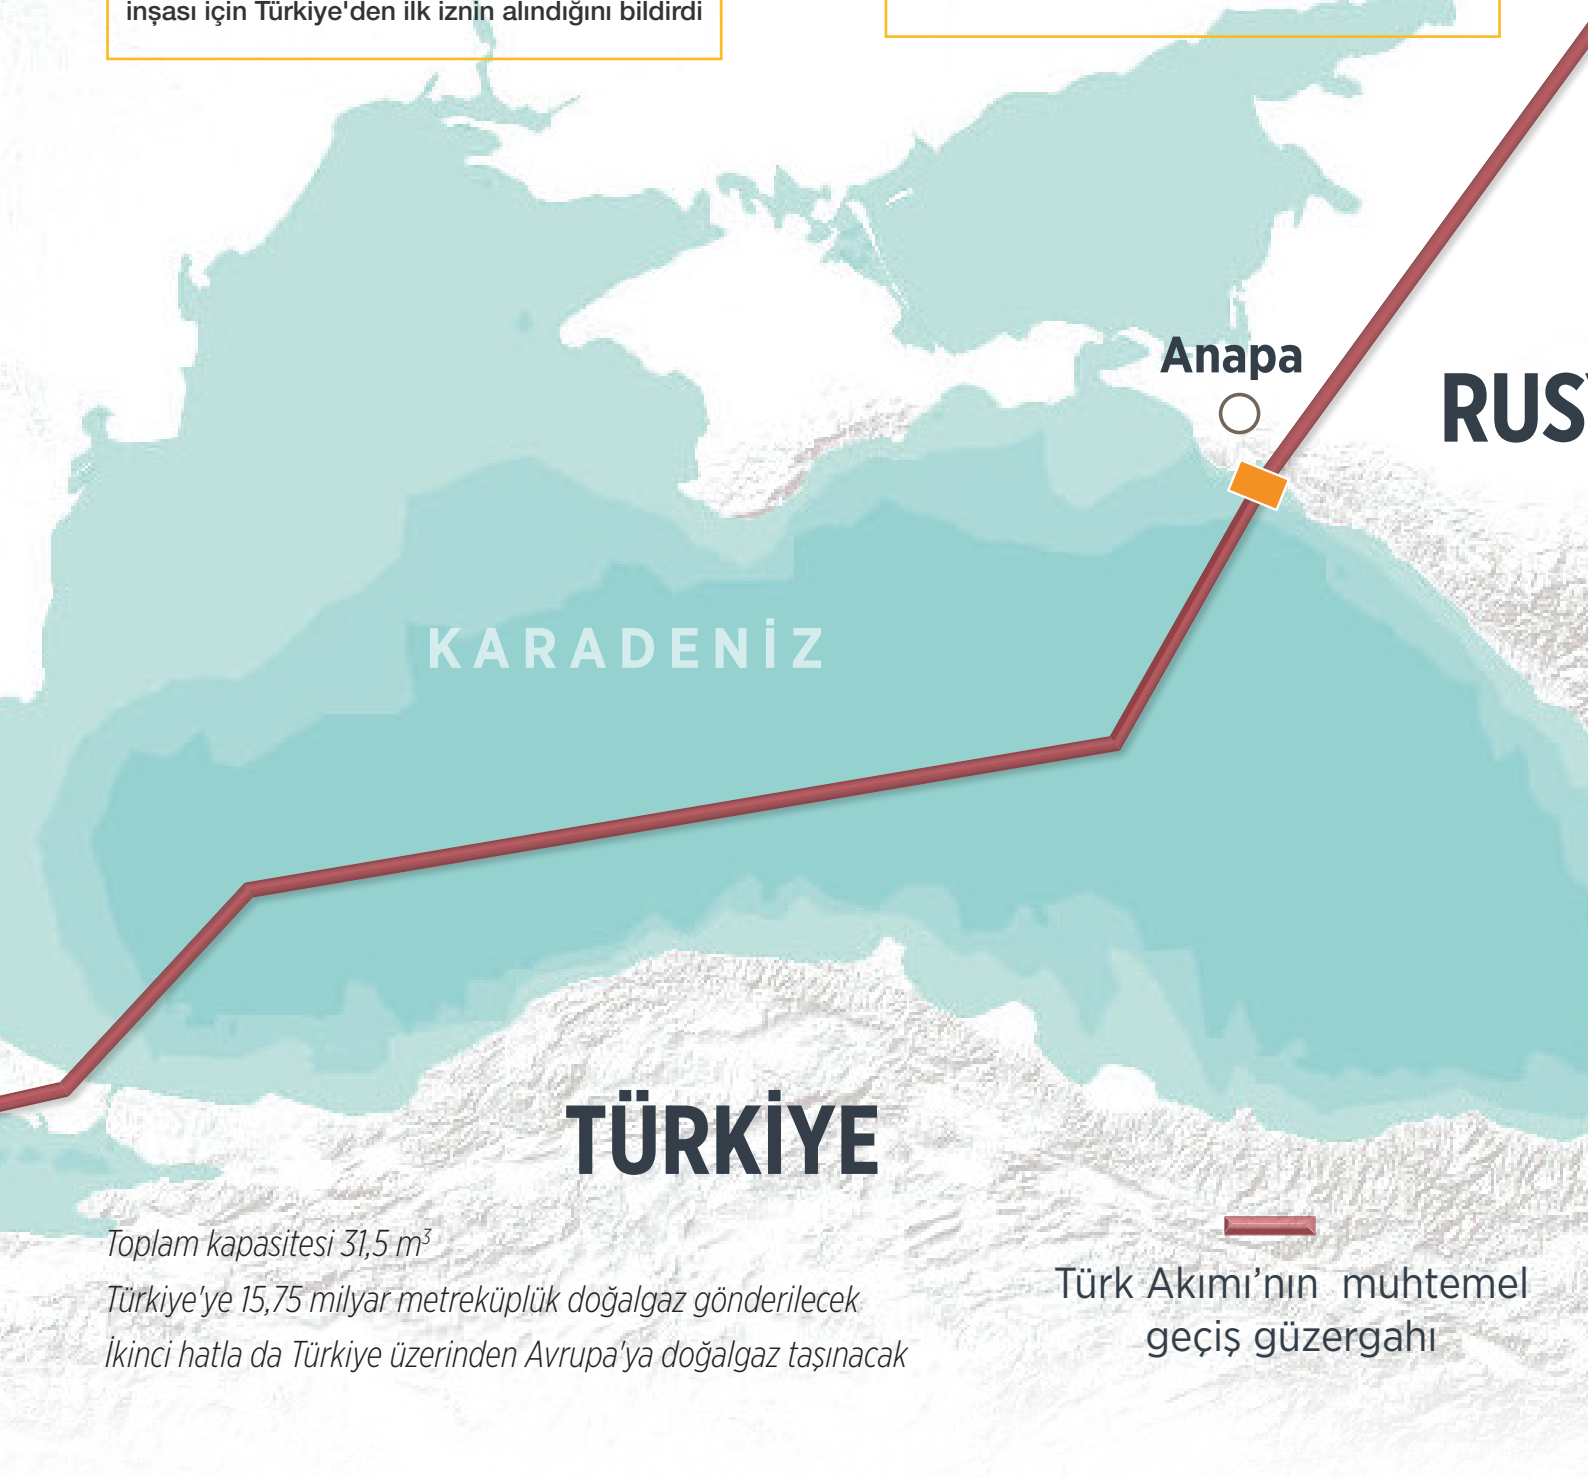 inşası için Türkiye'den ilk iznin alındığını bildirdi
Anapa
RUS
KARADENİZ
TÜRKİYE
Toplam kapasitesi 31,5 m³
Türkiye'ye 15,75 milyar metreküplük doğalgaz gönderilecek
İkinci hatla da Türkiye üzerinden Avrupa'ya doğalgaz taşınacak
Türk Akımı’nın muhtemel
geçiş güzergahı